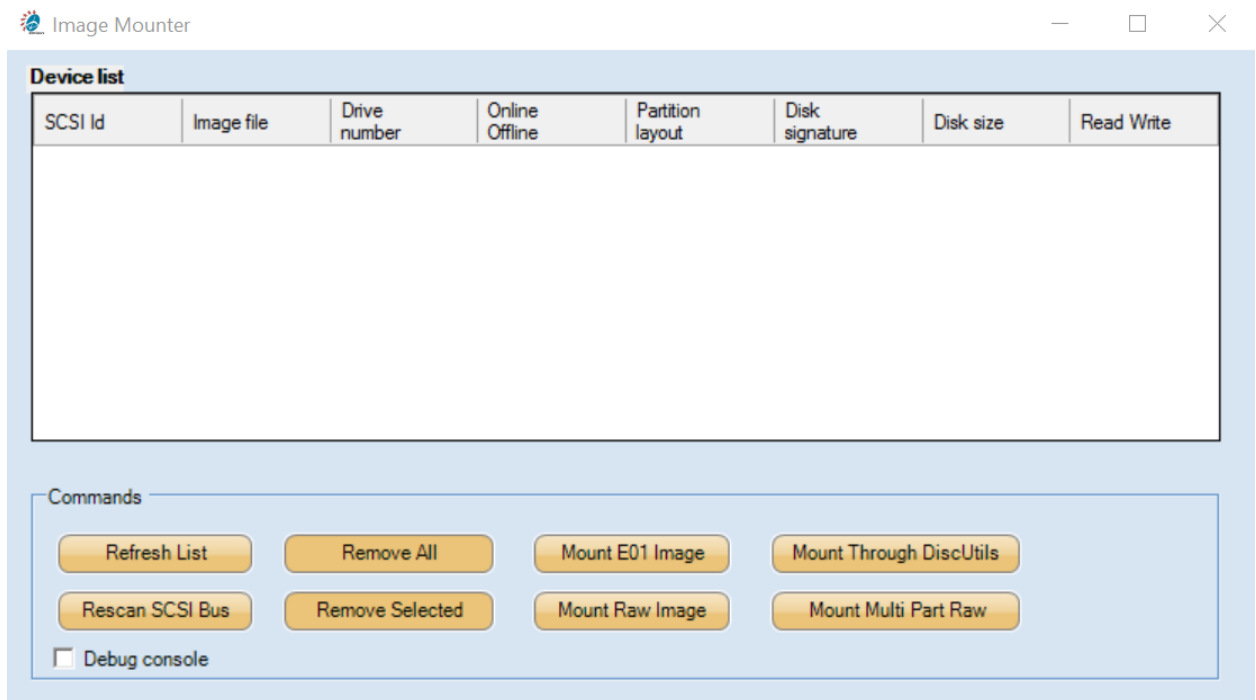 Image Mounter
Device list
SCSI Id
Image file
Drive
number
Online
Offline
Partition
layout
Disk
signature
Disk size
Read Write
Commands
Refresh List
Remove All
Mount E01 Image
Mount Through DiscUtils
Rescan SCSI Bus
Remove Selected
Mount Raw Image
Mount Multi Part Raw
Debug console